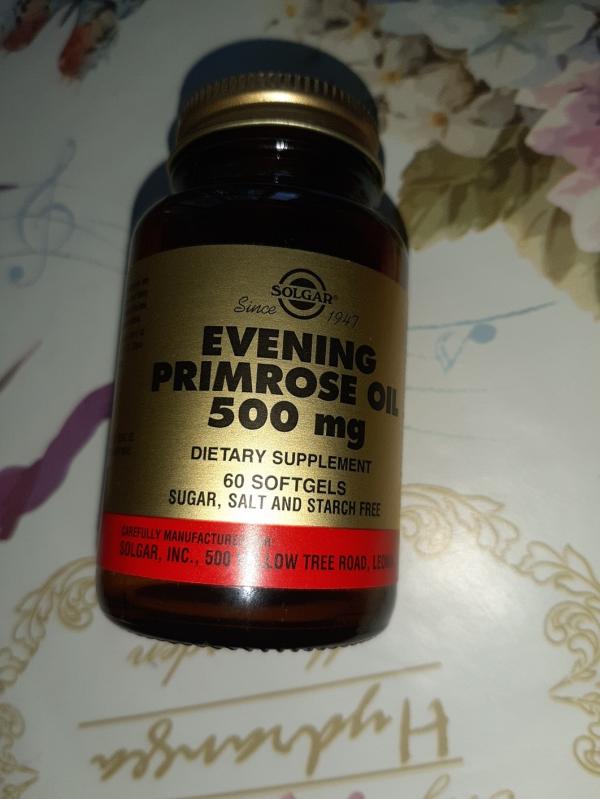 SOLGAR®
Since 1947
EVENING
PRIMROSE OIL
500 mg
DIETARY SUPPLEMENT
60 SOFTGELS
SUGAR, SALT AND STARCH FREE
CAREFULLY MANUFACTURED
SOLGAR, INC., 500 TREE ROAD,
Hydrangea